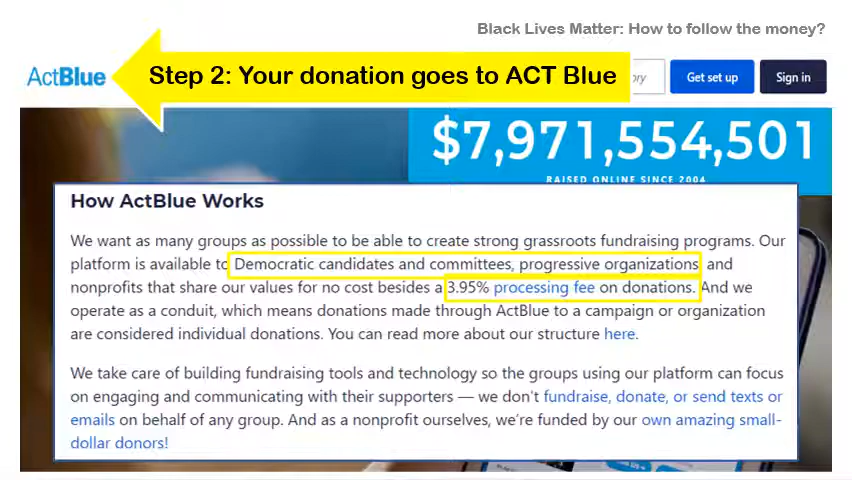 Black Lives Matter: How to follow the money?
ActBlue
Step 2: Your donation goes to ACT Blue
ory
Get set up
Sign in
$7,971,554,501
RAISED ONLINE SINCE 2004
How ActBlue Works
We want as many groups as possible to be able to create strong grassroots fundraising programs. Our
platform is available to Democratic candidates and committees, progressive organizations, and
nonprofits that share our values for no cost besides a 3.95% processing fee on donations. And we
operate as a conduit, which means donations made through ActBlue to a campaign or organization
are considered individual donations. You can read more about our structure here.
We take care of building fundraising tools and technology so the groups using our platform can focus
on engaging and communicating with their supporters — we don't fundraise, donate, or send texts or
emails on behalf of any group. And as a nonprofit ourselves, we're funded by our own amazing small-
dollar donors!